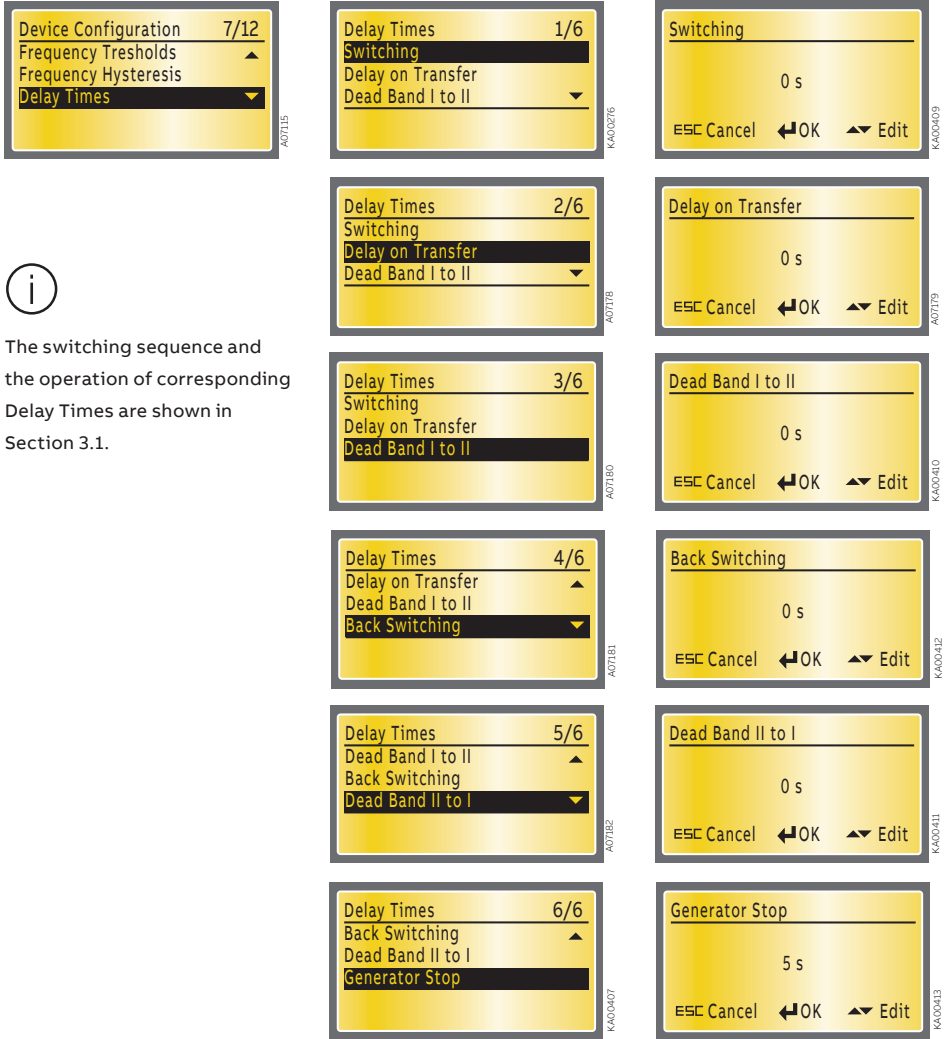 Device Configuration 7/12
Frequency Tresholds
Frequency Hysteresis
Delay Times
A07115
Delay Times 1/6
Switching
Delay on Transfer
Dead Band I to II
KA00276
Switching
0 s
ESC Cancel OK Edit
KA00409
The switching sequence and
the operation of corresponding
Delay Times are shown in
Section 3.1.
Delay Times 2/6
Switching
Delay on Transfer
Dead Band I to II
A07178
Delay on Transfer
0 s
ESC Cancel OK Edit
A07179
Delay Times 3/6
Switching
Delay on Transfer
Dead Band I to II
A07180
Dead Band I to II
0 s
ESC Cancel OK Edit
KA00410
Delay Times 4/6
Delay on Transfer
Dead Band I to II
Back Switching
A07181
Back Switching
0 s
ESC Cancel OK Edit
KA00412
Delay Times 5/6
Dead Band I to II
Back Switching
Dead Band II to I
A07182
Dead Band II to I
0 s
ESC Cancel OK Edit
KA00411
Delay Times 6/6
Back Switching
Dead Band II to I
Generator Stop
KA00407
Generator Stop
5 s
ESC Cancel OK Edit
KA00413